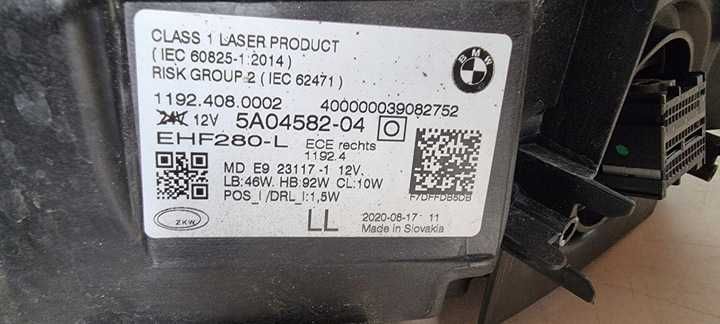 CLASS 1 LASER PRODUCT
(IEC 60825-1:2014)
RISK GROUP 2 (IEC 62471)
BMW
1192.408.0002 400000039082752
24V 12V 5A04582-04
EHF280-L ECE rechts
1192.4
MD E9 23117-1 12V.
LB:46W. HB:92W CL:10W
POS_I/DRL_I:1,5W
F7DFFDB5DB
ZKW
LL
2020-08-17 11
Made in Slovakia